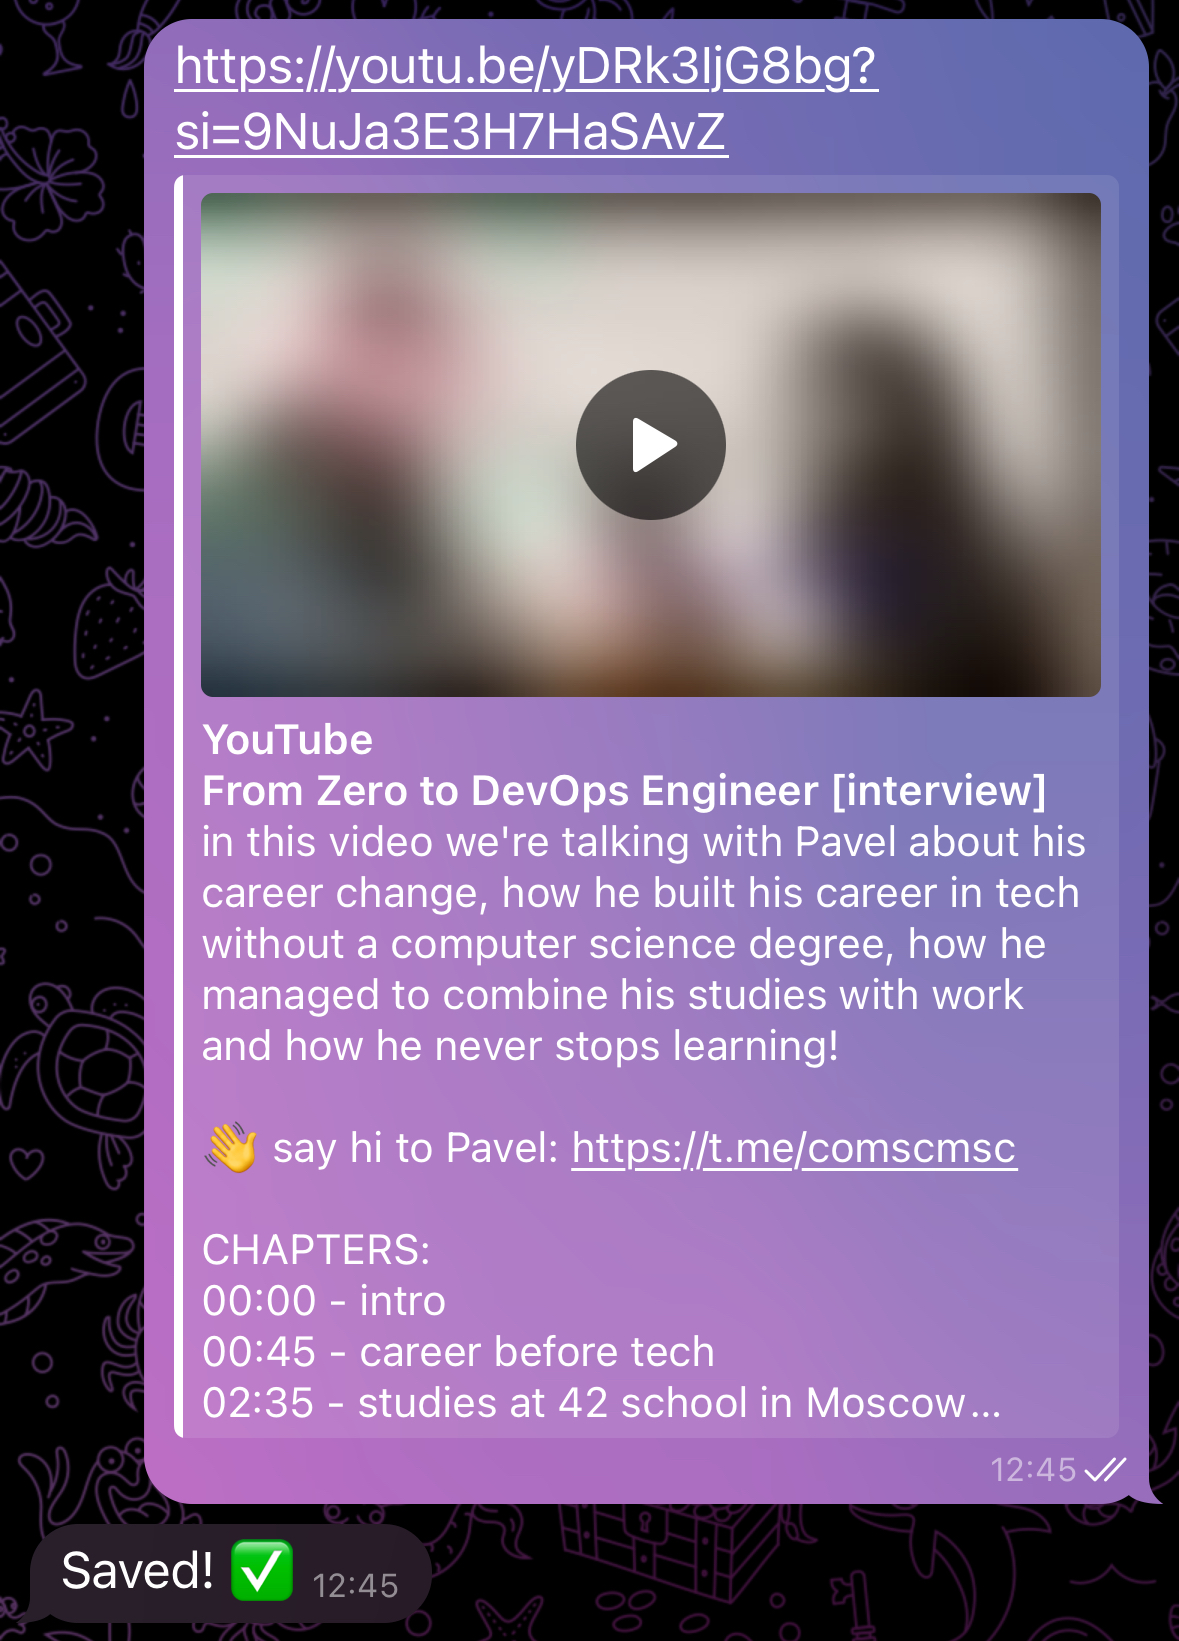 https://youtu.be/yDRk3IjG8bg?
si=9NuJa3E3H7HaSAvZ
YouTube
From Zero to DevOps Engineer [interview]
in this video we're talking with Pavel about his
career change, how he built his career in tech
without a computer science degree, how he
managed to combine his studies with work
and how he never stops learning!
👋 say hi to Pavel: https://t.me/comscmsc
CHAPTERS:
00:00 - intro
00:45 - career before tech
02:35 - studies at 42 school in Moscow...
12:45
Saved! ✅ 12:45